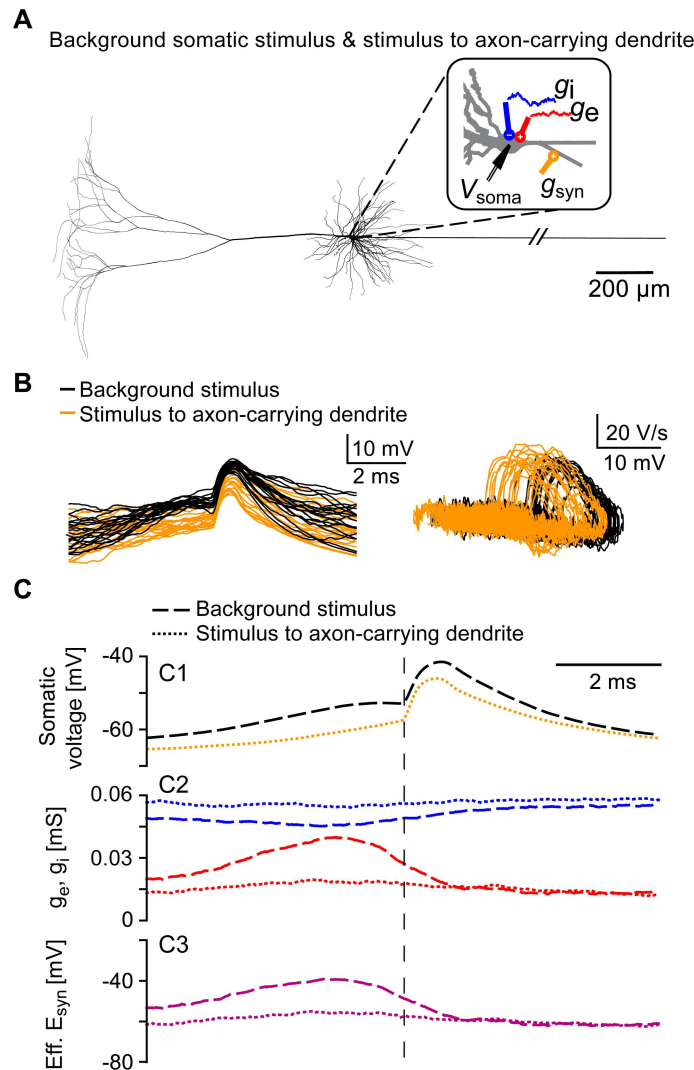 A
Background somatic stimulus & stimulus to axon-carrying dendrite
gi
ge
Vsoma
gsyn
200 µm
B
Background stimulus
Stimulus to axon-carrying dendrite
10 mV
2 ms
20 V/s
10 mV
C
Background stimulus
Stimulus to axon-carrying dendrite
Somatic voltage [mV]
-40
-60
C1
2 ms
ge, gi [mS]
0.06
0.03
0
C2
Eff. Esyn [mV]
-40
-80
C3